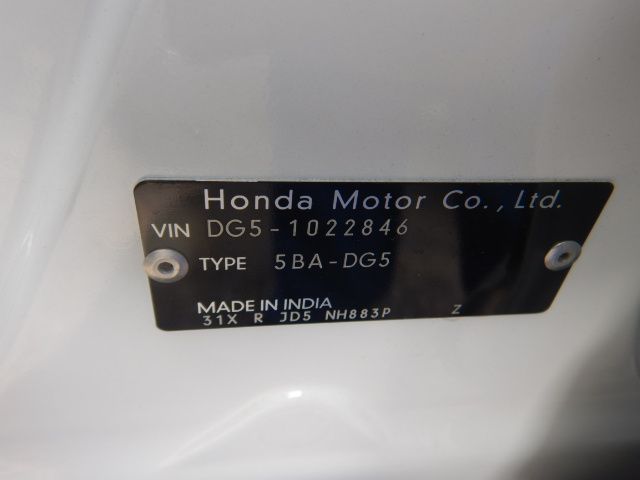 Honda Motor Co., Ltd.
VIN DG5-1022846
TYPE 5BA-DG5
MADE IN INDIA
31X R JD5 NH883P Z